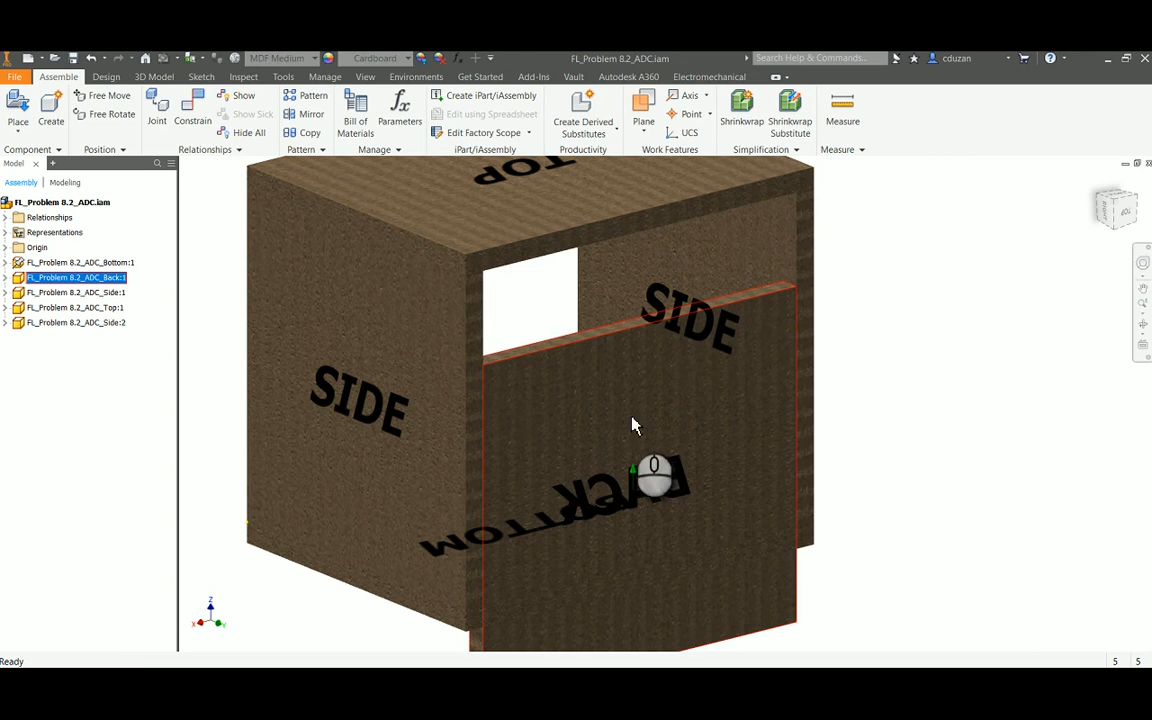 MDF Medium
Cardboard
FL_Problem 8.2_ADC.iam
Search Help & Commands...
cduzan
File
Assemble
Design
3D Model
Sketch
Inspect
Tools
Manage
View
Environments
Get Started
Add-Ins
Vault
Autodesk A360
Electromechanical
Place
Create
Free Move
Free Rotate
Joint
Constrain
Show
Show Sick
Hide All
Pattern
Mirror
Copy
Bill of
Materials
Parameters
Create iPart/iAssembly
Edit using Spreadsheet
Edit Factory Scope
Create Derived
Substitutes
Plane
Axis
Point
UCS
Shrinkwrap
Shrinkwrap
Substitute
Measure
Component
Position
Relationships
Pattern
Manage
iPart/iAssembly
Productivity
Work Features
Simplification
Measure
Model
Assembly
Modeling
FL_Problem 8.2_ADC.iam
Relationships
Representations
Origin
FL_Problem 8.2_ADC_Bottom:1
FL_Problem 8.2_ADC_Back:1
FL_Problem 8.2_ADC_Side:1
FL_Problem 8.2_ADC_Top:1
FL_Problem 8.2_ADC_Side:2
TOP
SIDE
SIDE
BACK
BOTTOM
Z
X
Y
Ready
5
5